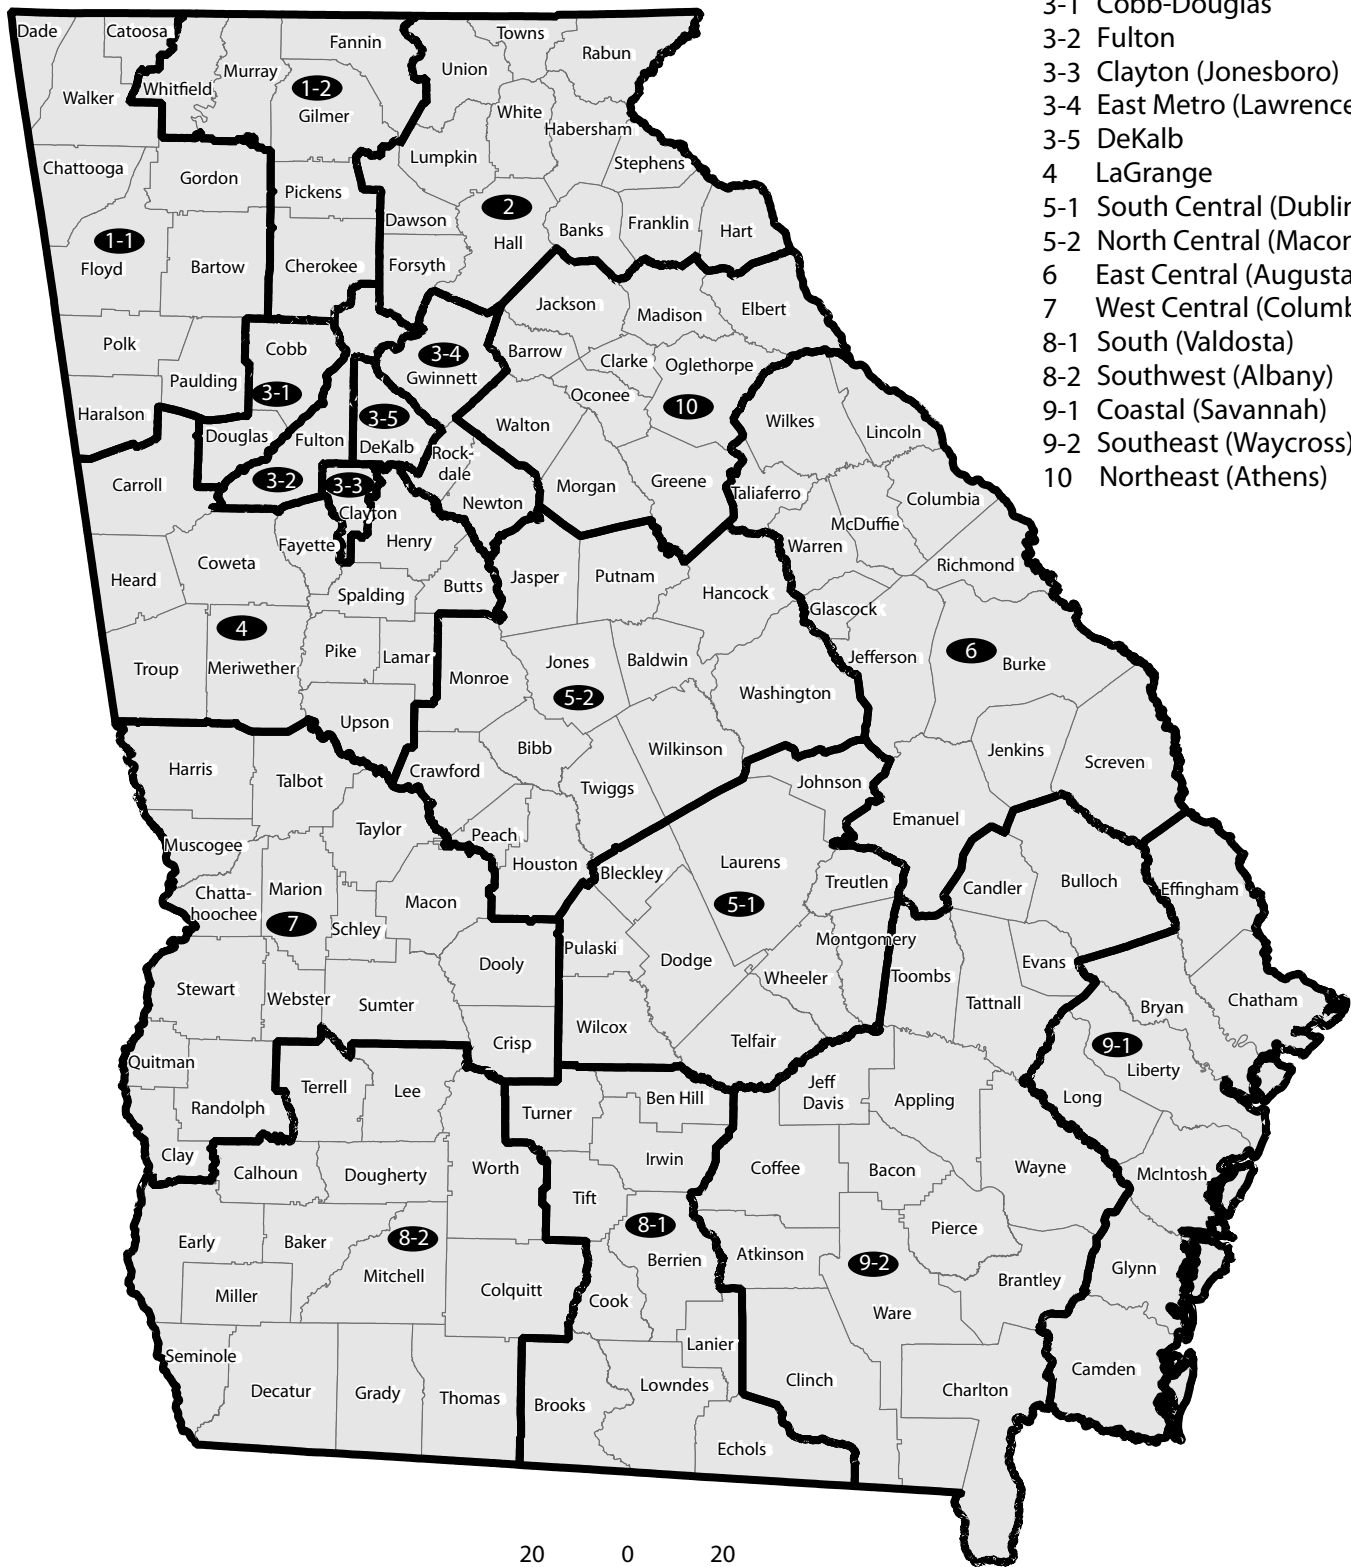 3-1 Cobb-Douglas
3-2 Fulton
3-3 Clayton (Jonesboro)
3-4 East Metro (Lawrence
3-5 DeKalb
4 LaGrange
5-1 South Central (Dublin
5-2 North Central (Macon
6 East Central (Augusta
7 West Central (Columb
8-1 South (Valdosta)
8-2 Southwest (Albany)
9-1 Coastal (Savannah)
9-2 Southeast (Waycross)
10 Northeast (Athens)
Dade
Catoosa
Fannin
Towns
Rabun
Union
Murray
Whitfield
Walker
1-2
Gilmer
White
Habersham
Lumpkin
Stephens
Chattooga
Gordon
Pickens
Dawson
2
Hall
Banks
Franklin
Hart
1-1
Floyd
Bartow
Cherokee
Forsyth
Jackson
Madison
Elbert
Polk
Cobb
3-4
Gwinnett
Barrow
Clarke
Oglethorpe
Paulding
3-1
Oconee
10
Haralson
3-5
DeKalb
Douglas
Fulton
Walton
Wilkes
Lincoln
Rock-
dale
Carroll
3-2
3-3
Clayton
Newton
Morgan
Greene
Taliaferro
Columbia
McDuffie
Fayette
Henry
Warren
Coweta
Richmond
Heard
Spalding
Butts
Jasper
Putnam
Hancock
Glascock
4
Meriwether
Troup
Pike
Lamar
Monroe
Jones
5-2
Baldwin
Washington
Jefferson
6
Burke
Upson
Bibb
Wilkinson
Jenkins
Screven
Harris
Talbot
Crawford
Twiggs
Johnson
Emanuel
Taylor
Peach
Muscogee
Houston
Bleckley
Laurens
5-1
Treutlen
Candler
Bulloch
Effingham
Chatta-
hoochee
Marion
7
Schley
Macon
Dooly
Pulaski
Dodge
Montgomery
Wheeler
Toombs
Evans
Tattnall
Stewart
Webster
Sumter
Crisp
Wilcox
Telfair
Bryan
Chatham
9-1
Liberty
Long
Quitman
Randolph
Terrell
Lee
Turner
Ben Hill
Jeff
Davis
Appling
Clay
Calhoun
Dougherty
Worth
Irwin
Coffee
Bacon
Wayne
McIntosh
Tift
8-1
Berrien
Early
Baker
8-2
Mitchell
Atkinson
Pierce
9-2
Ware
Brantley
Glynn
Miller
Colquitt
Cook
Lanier
Seminole
Decatur
Grady
Thomas
Brooks
Lowndes
Clinch
Charlton
Camden
Echols
20 0 20